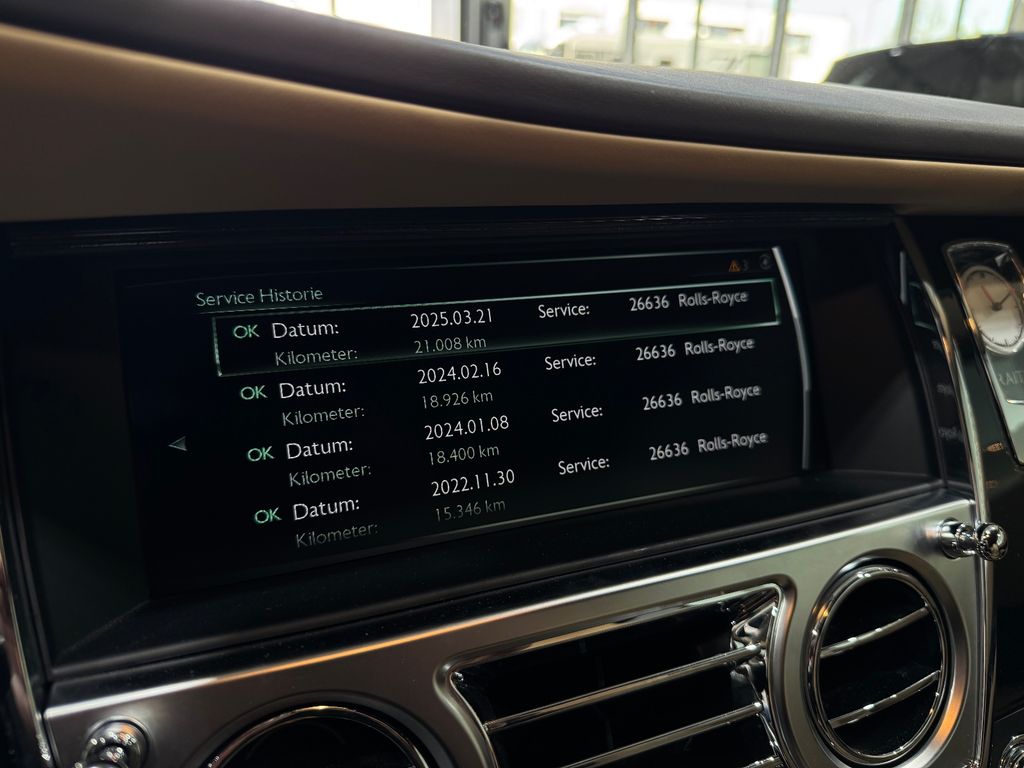 3
Service Historie
OK Datum: 2025.03.21 Service: 26636 Rolls-Royce
Kilometer: 21.008 km
OK Datum: 2024.02.16 Service: 26636 Rolls-Royce
Kilometer: 18.926 km
OK Datum: 2024.01.08 Service: 26636 Rolls-Royce
Kilometer: 18.400 km
OK Datum: 2022.11.30 Service: 26636 Rolls-Royce
Kilometer: 15.346 km